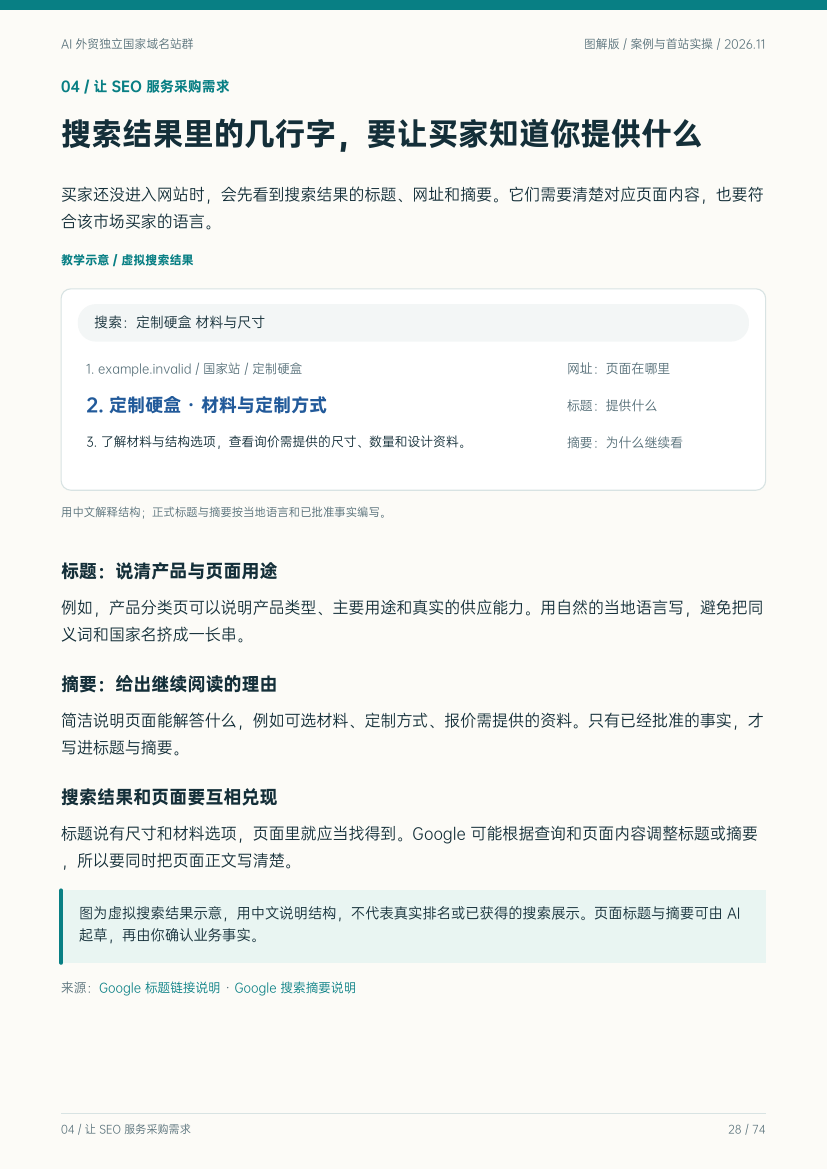 AI 外贸独立国家域名站群
图解版 / 案例与首站实操 / 2026.11
04 / 让 SEO 服务采购需求
搜索结果里的几行字，要让买家知道你提供什么
买家还没进入网站时，会先看到搜索结果的标题、网址和摘要。它们需要清楚对应页面内容，也要符
合该市场买家的语言。
教学示意 / 虚拟搜索结果
搜索：定制硬盒 材料与尺寸
1. example.invalid / 国家站 / 定制硬盒
网址：页面在哪里
2. 定制硬盒 · 材料与定制方式
标题：提供什么
3. 了解材料与结构选项，查看询价需提供的尺寸、数量和设计资料。
摘要：为什么继续看
用中文解释结构；正式标题与摘要按当地语言和已批准事实编写。
标题：说清产品与页面用途
例如，产品分类页可以说明产品类型、主要用途和真实的供应能力。用自然的当地语言写，避免把同
义词和国家名挤成一长串。
摘要：给出继续阅读的理由
简洁说明页面能解答什么，例如可选材料、定制方式、报价需提供的资料。只有已经批准的事实，才
写进标题与摘要。
搜索结果和页面要互相兑现
标题说有尺寸和材料选项，页面里就应当找得到。Google 可能根据查询和页面内容调整标题或摘要
，所以要同时把页面正文写清楚。
图为虚拟搜索结果示意，用中文说明结构，不代表真实排名或已获得的搜索展示。页面标题与摘要可由 AI
起草，再由你确认业务事实。
来源：Google 标题链接说明 · Google 搜索摘要说明
04 / 让 SEO 服务采购需求
28 / 74